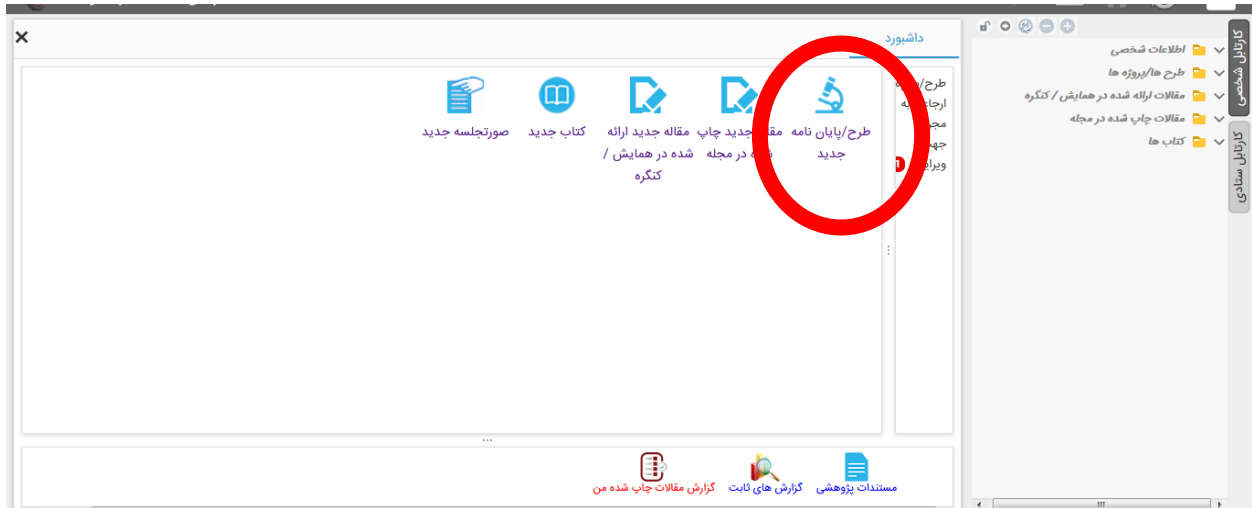 داشبورد
کارتابل شخصی
کارتابل ستادی
اطلاعات شخصی
طرح ها/پروژه ها
مقالات ارائه شده در همایش / کنگره
مقالات چاپ شده در مجله
کتاب ها
طرح/
طرح/پایان نامه
جدید
جدید چاپ
در مجله
مقاله جدید ارائه
شده در همایش /
کنگره
کتاب جدید
صورتجلسه جدید
مستندات پژوهشی
گزارش های ثابت
گزارش مقالات چاپ شده من